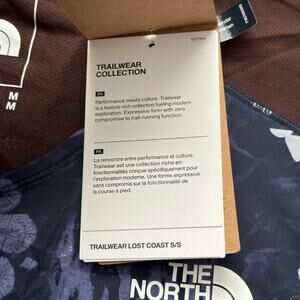 TRAILWEAR
COLLECTION
EN
Performance meets culture. Trailwear
is a feature-rich collection fueling modern
exploration. Expressive form with zero
compromise to trail-running function.
FR
La rencontre entre performance et culture.
Trailwear est une collection riche en
fonctionnalités conçue spécifiquement pour
l'exploration moderne. Une forme expressive
sans compromis sur la fonctionnalité de
la course à pied.
TRAILWEAR LOST COAST S/S
M
M
THE
NORTH